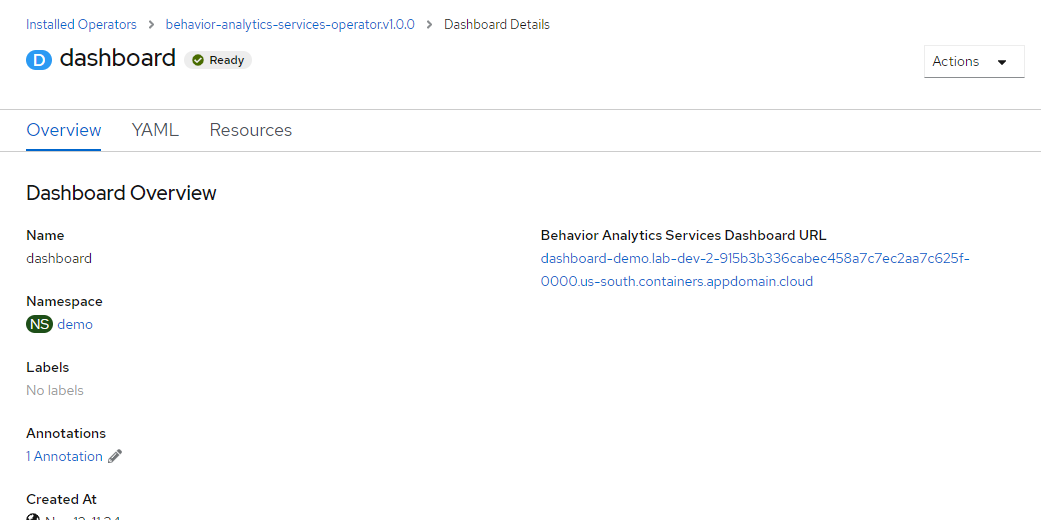 Installed Operators > behavior-analytics-services-operator.v1.0.0 > Dashboard Details
D dashboard Ready
Actions
Overview YAML Resources
Dashboard Overview
Name
dashboard
Namespace
NS demo
Labels
No labels
Annotations
1 Annotation
Created At
Behavior Analytics Services Dashboard URL
dashboard-demo.lab-dev-2-915b3b336cabec458a7c7ec2aa7c625f-
0000.us-south.containers.appdomain.cloud